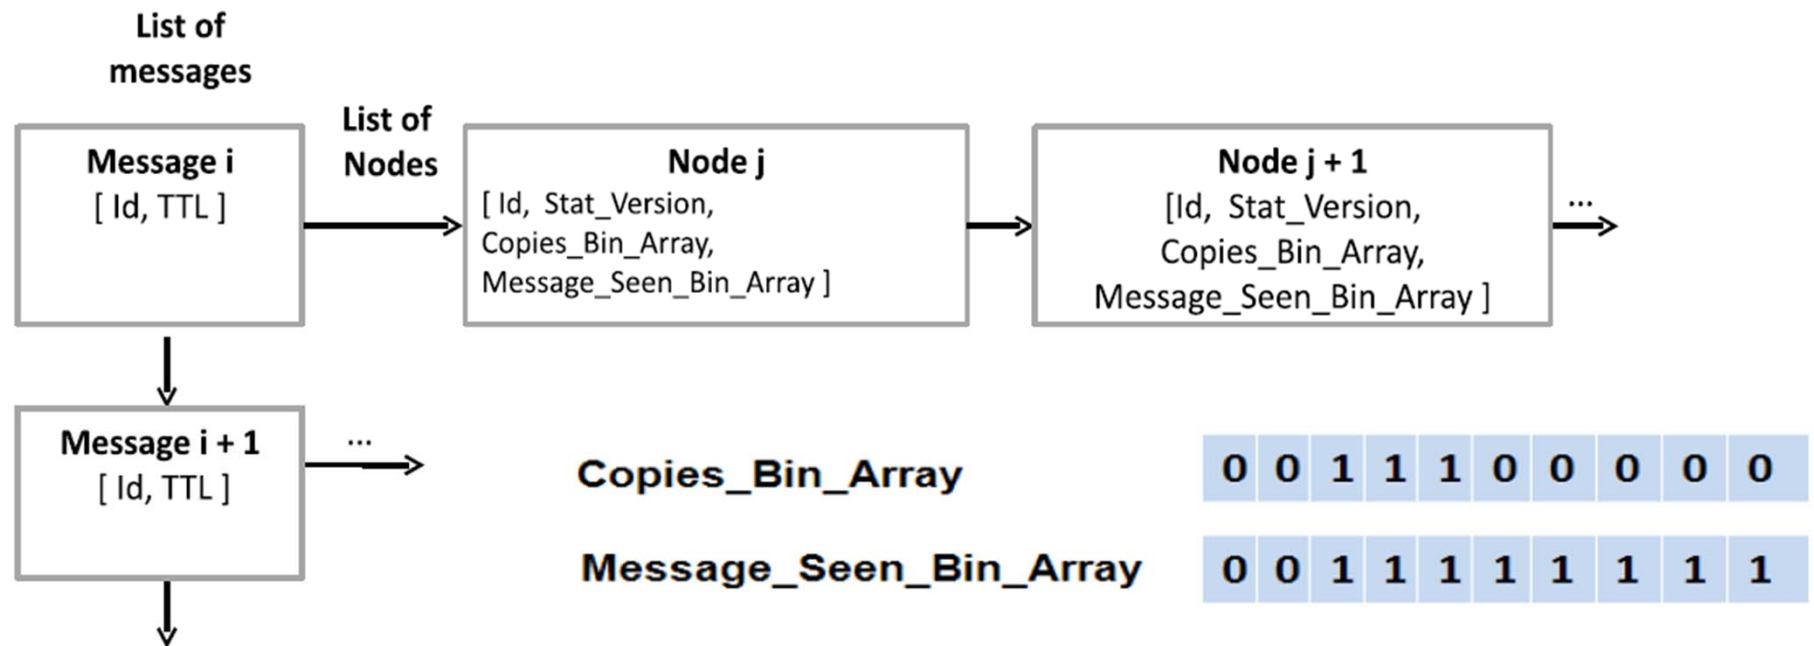 List of
messages
List of
Nodes
Message i
[ Id, TTL ]
Node j
[ Id, Stat_Version,
Copies_Bin_Array,
Message_Seen_Bin_Array ]
Node j + 1
[Id, Stat_Version,
Copies_Bin_Array,
Message_Seen_Bin_Array ]
...
Message i + 1
[ Id, TTL ]
...
Copies_Bin_Array 0 0 1 1 1 0 0 0 0 0
Message_Seen_Bin_Array 0 0 1 1 1 1 1 1 1 1